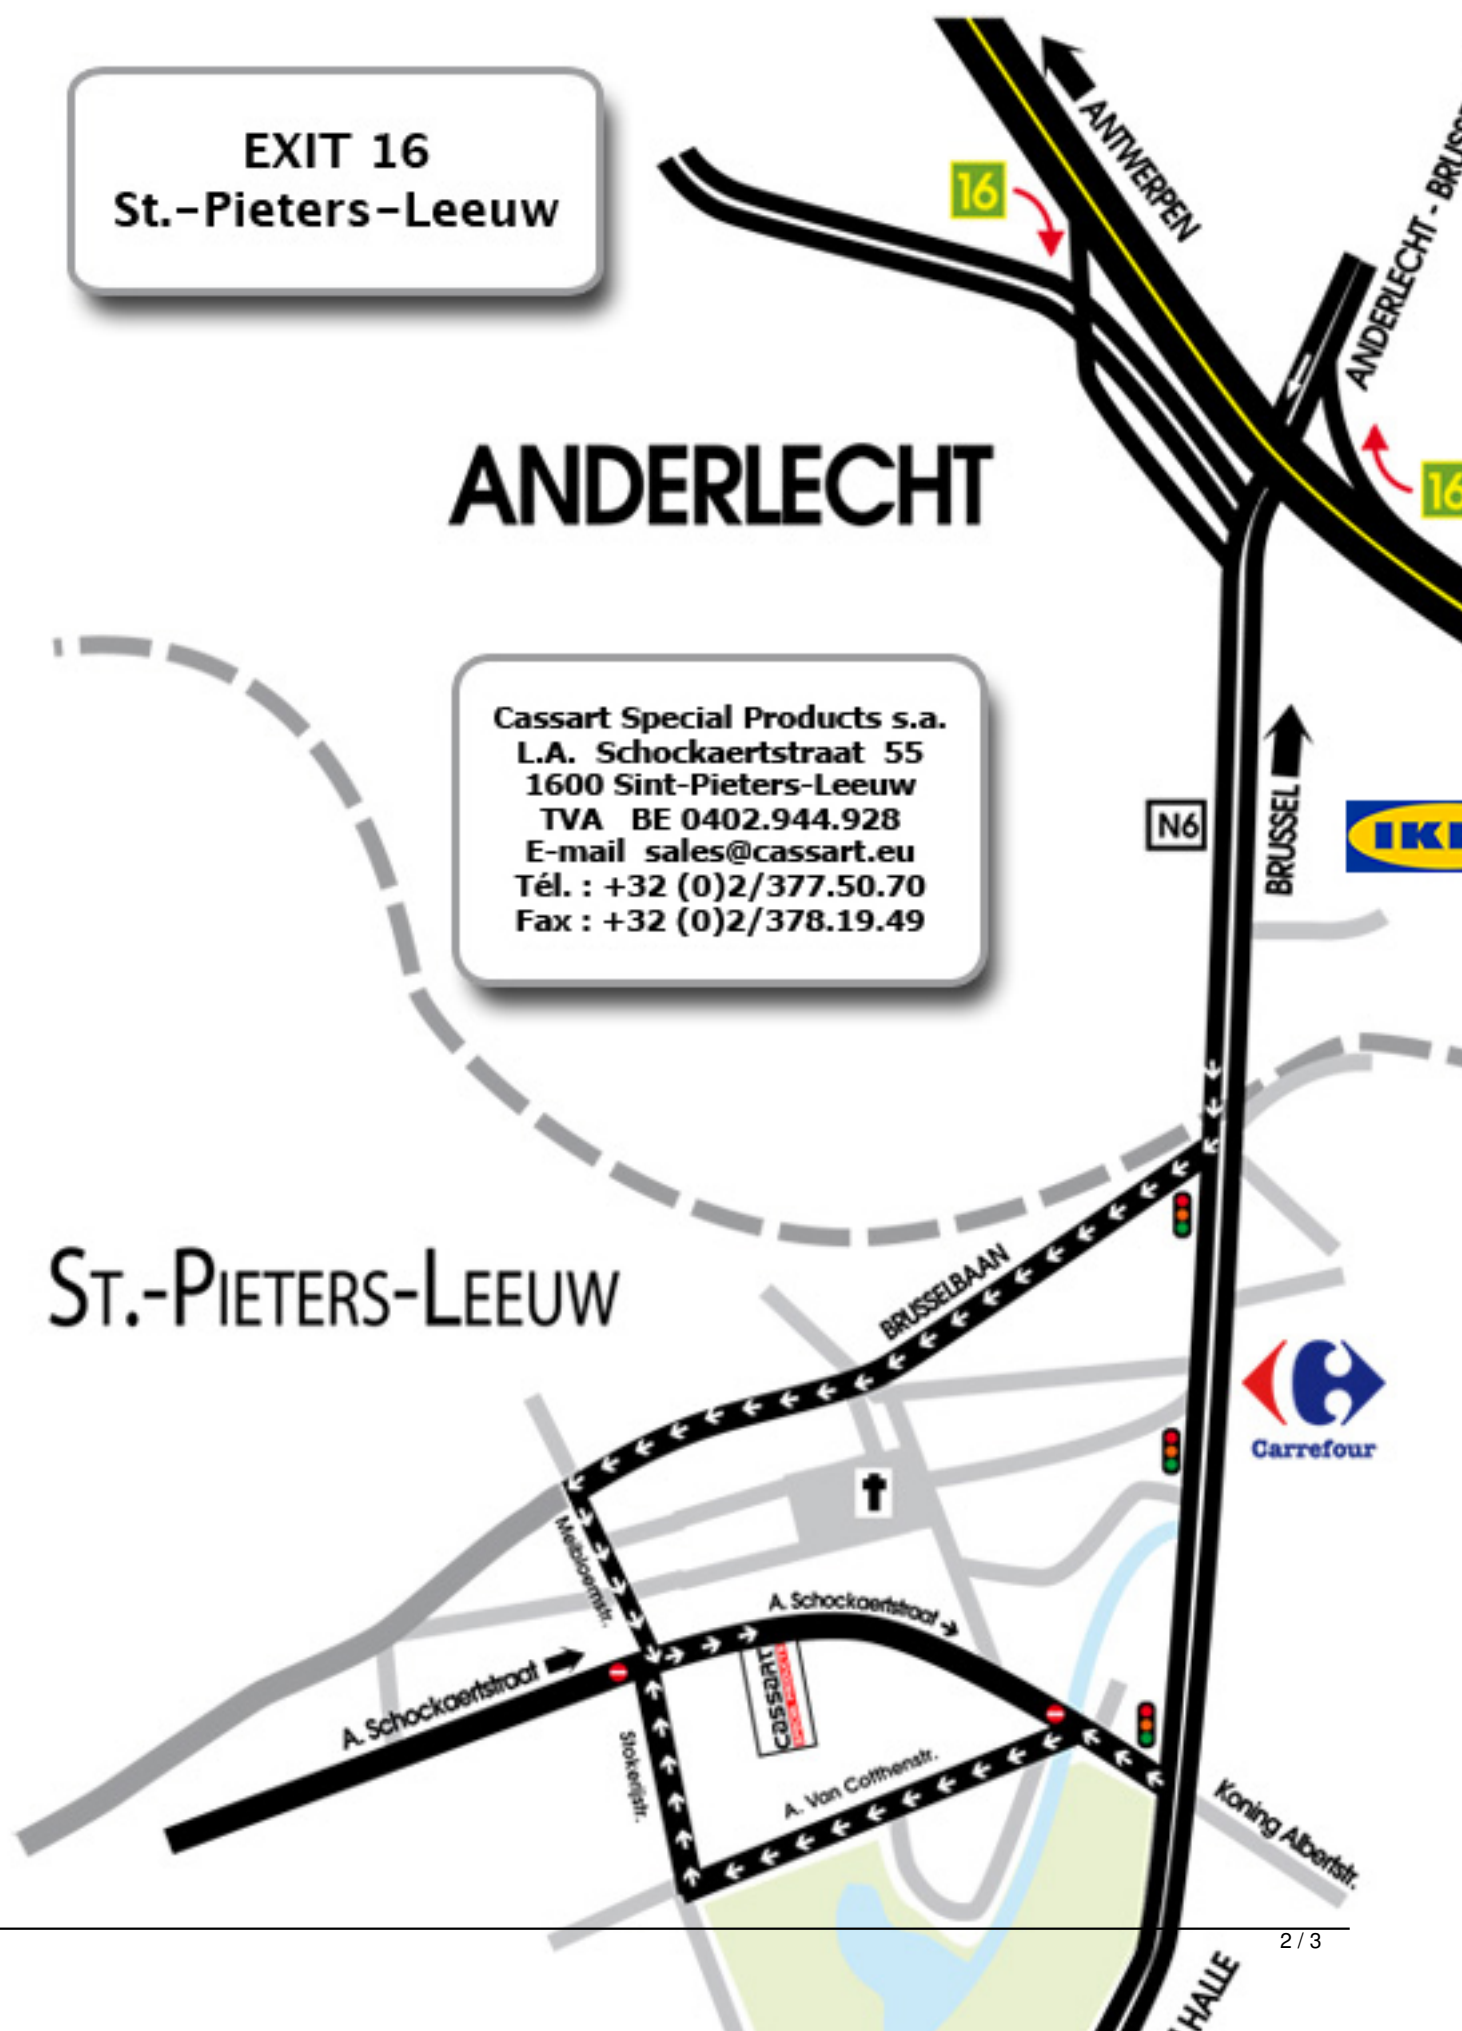 EXIT 16
St.-Pieters-Leeuw
ANTWERPEN
16
ANDERLECHT -
16
ANDERLECHT
Cassart Special Products s.a.
L.A. Schockaertstraat 55
1600 Sint-Pieters-Leeuw
TVA BE 0402.944.928
E-mail sales@cassart.eu
Tél. : +32 (0)2/377.50.70
Fax : +32 (0)2/378.19.49
N6
BRUSSEL
ST.-PIETERS-LEEUW
BRUSSELBAAN
Carrefour
Meibloemstr.
A. Schockaertstraat
A. Schockaertstraat
cassart
Stokerijstr.
A. Van Cotthenstr.
Koning Albertstr.
2 / 3
HALLE